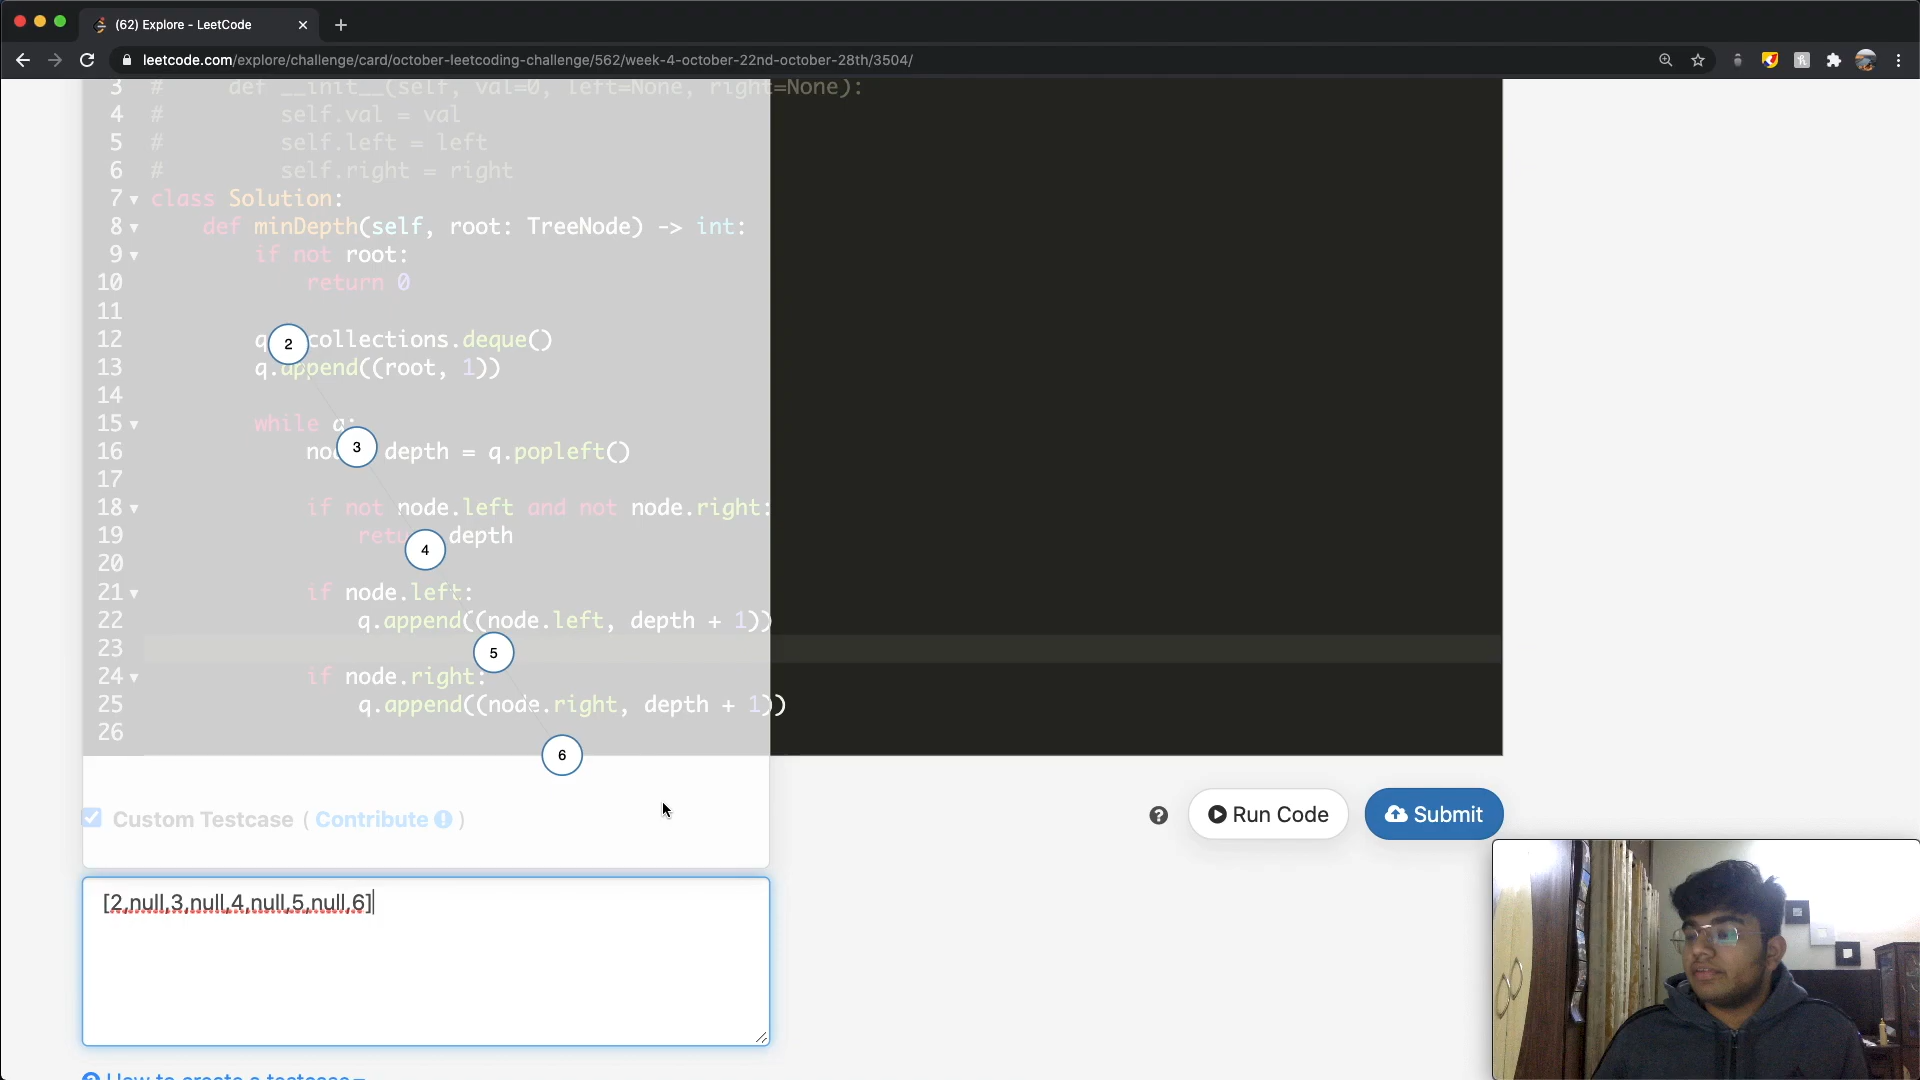 (62) Explore - LeetCode
leetcode.com/explore/challenge/card/october-leetcoding-challenge/562/week-4-october-22nd-october-28th/3504/
3 # def __init__(self, val=0, left=None, right=None):
4 # self.val = val
5 # self.left = left
6 # self.right = right
7 class Solution:
8 def minDepth(self, root: TreeNode) -> int:
9 if not root:
10 return 0
11
12 q collections.deque()
13 q.append((root, 1))
14
15 while q:
16 no depth = q.popleft()
17
18 if not node.left and not node.right:
19 retu depth
20
21 if node.left:
22 q.append((node.left, depth + 1))
23
24 if node.right:
25 q.append((node.right, depth + 1))
26
2
3
4
5
6
Custom Testcase ( Contribute )
Run Code
Submit
[2,null,3,null,4,null,5,null,6]
How to create a testcase